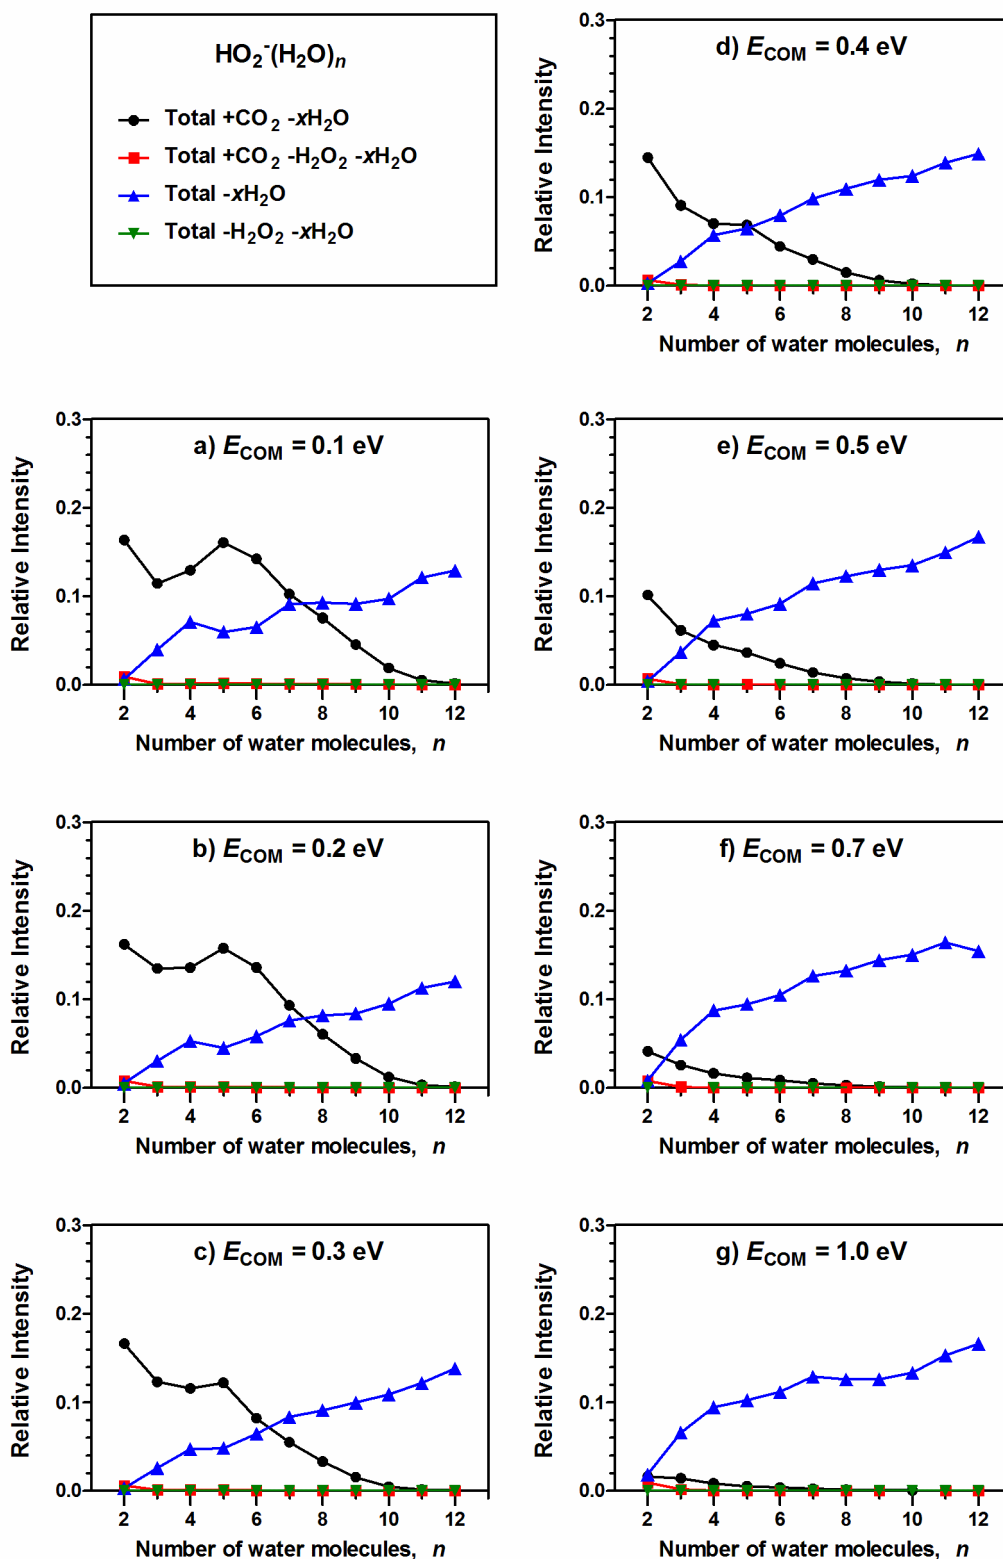 HO₂⁻(H₂O)ₙ
Total +CO₂ -xH₂O
Total +CO₂ -H₂O₂ -xH₂O
Total -xH₂O
Total -H₂O₂ -xH₂O
d) E_COM = 0.4 eV
Relative Intensity
0.3
0.2
0.1
0.0
2 4 6 8 10 12
Number of water molecules, n
a) E_COM = 0.1 eV
Relative Intensity
0.3
0.2
0.1
0.0
2 4 6 8 10 12
Number of water molecules, n
e) E_COM = 0.5 eV
Relative Intensity
0.3
0.2
0.1
0.0
2 4 6 8 10 12
Number of water molecules, n
b) E_COM = 0.2 eV
Relative Intensity
0.3
0.2
0.1
0.0
2 4 6 8 10 12
Number of water molecules, n
f) E_COM = 0.7 eV
Relative Intensity
0.3
0.2
0.1
0.0
2 4 6 8 10 12
Number of water molecules, n
c) E_COM = 0.3 eV
Relative Intensity
0.3
0.2
0.1
0.0
2 4 6 8 10 12
Number of water molecules, n
g) E_COM = 1.0 eV
Relative Intensity
0.3
0.2
0.1
0.0
2 4 6 8 10 12
Number of water molecules, n